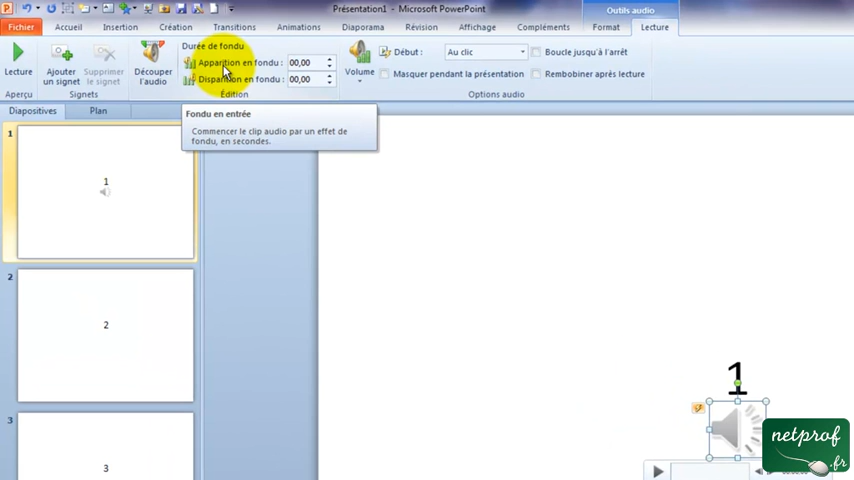 Présentation1 - Microsoft PowerPoint
Outils audio
Fichier Accueil Insertion Création Transitions Animations Diaporama Révision Affichage Compléments Format Lecture
Lecture
Aperçu
Ajouter
un signet
Supprimer
le signet
Signets
Découper
l'audio
Durée de fondu
Apparition en fondu : 00,00
Disparition en fondu : 00,00
Édition
Volume
Début : Au clic
Boucle jusqu'à l'arrêt
Masquer pendant la présentation
Rembobiner après lecture
Options audio
Diapositives Plan
Fondu en entrée
Commencer le clip audio par un effet de
fondu, en secondes.
1
1
2
2
3
3
1
netprof
.fr